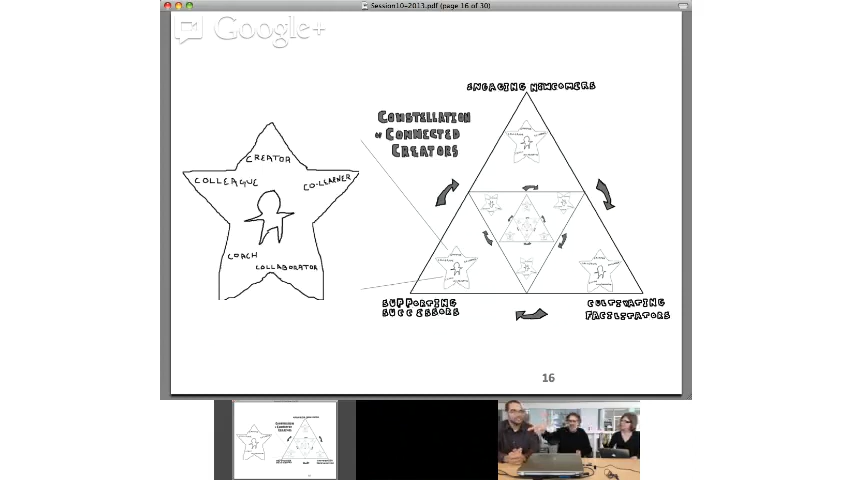 Session10-2013.pdf (page 16 of 30)
Google+
ENGAGING NEWCOMERS
CONSTELLATION
of CONNECTED
CREATORS
CREATOR
COLLEAGUE
CO-LEARNER
COACH
COLLABORATOR
SUPPORTING
SUCCESSORS
CULTIVATING
FACILITATORS
16